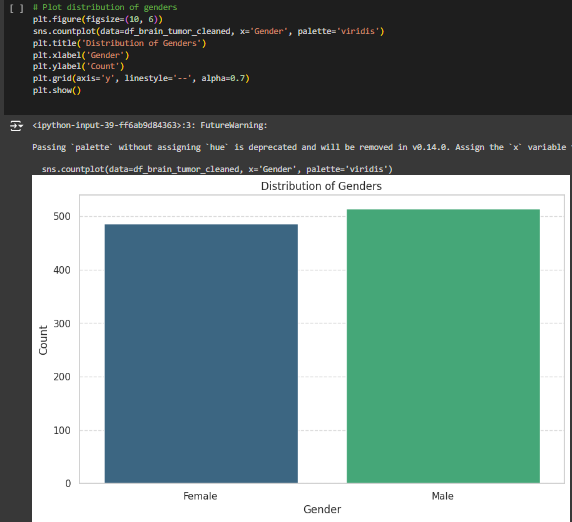 [ ] # Plot distribution of genders
plt.figure(figsize=(10, 6))
sns.countplot(data=df_brain_tumor_cleaned, x='Gender', palette='viridis')
plt.title('Distribution of Genders')
plt.xlabel('Gender')
plt.ylabel('Count')
plt.grid(axis='y', linestyle='--', alpha=0.7)
plt.show()
<ipython-input-39-ff6ab9d84363>:3: FutureWarning:
Passing `palette` without assigning `hue` is deprecated and will be removed in v0.14.0. Assign the `x` variable
sns.countplot(data=df_brain_tumor_cleaned, x='Gender', palette='viridis')
Distribution of Genders
500
400
300
200
100
0
Count
Female Male
Gender